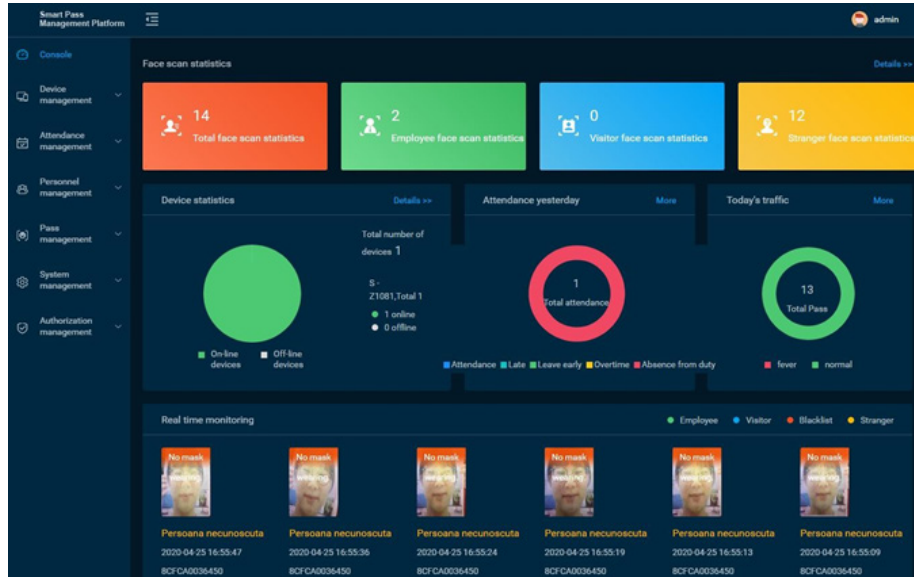 Smart Pass
Management Platform
admin
Console
Device
management
Attendance
management
Personnel
management
Pass
management
System
management
Authorization
management
Face scan statistics
Details >>
14
Total face scan statistics
2
Employee face scan statistics
0
Visitor face scan statistics
12
Stranger face scan statistics
Device statistics
Details >>
Total number of
devices 1
S -
Z1081,Total 1
1 online
0 offline
On-line
devices
Off-line
devices
Attendance yesterday
More
1
Total attendance
Attendance Late Leave early Overtime Absence from duty
Today's traffic
More
13
Total Pass
fever normal
Real time monitoring
Employee Visitor Blacklist Stranger
No mask
wearing
Persoana necunoscuta
2020-04-25 16:55:47
8CFCA0036450
No mask
wearing
Persoana necunoscuta
2020-04-25 16:55:36
8CFCA0036450
No mask
wearing
Persoana necunoscuta
2020-04-25 16:55:24
8CFCA0036450
No mask
wearing
Persoana necunoscuta
2020-04-25 16:55:19
8CFCA0036450
No mask
wearing
Persoana necunoscuta
2020-04-25 16:55:13
8CFCA0036450
No mask
wearing
Persoana necunoscuta
2020-04-25 16:55:09
8CFCA0036450